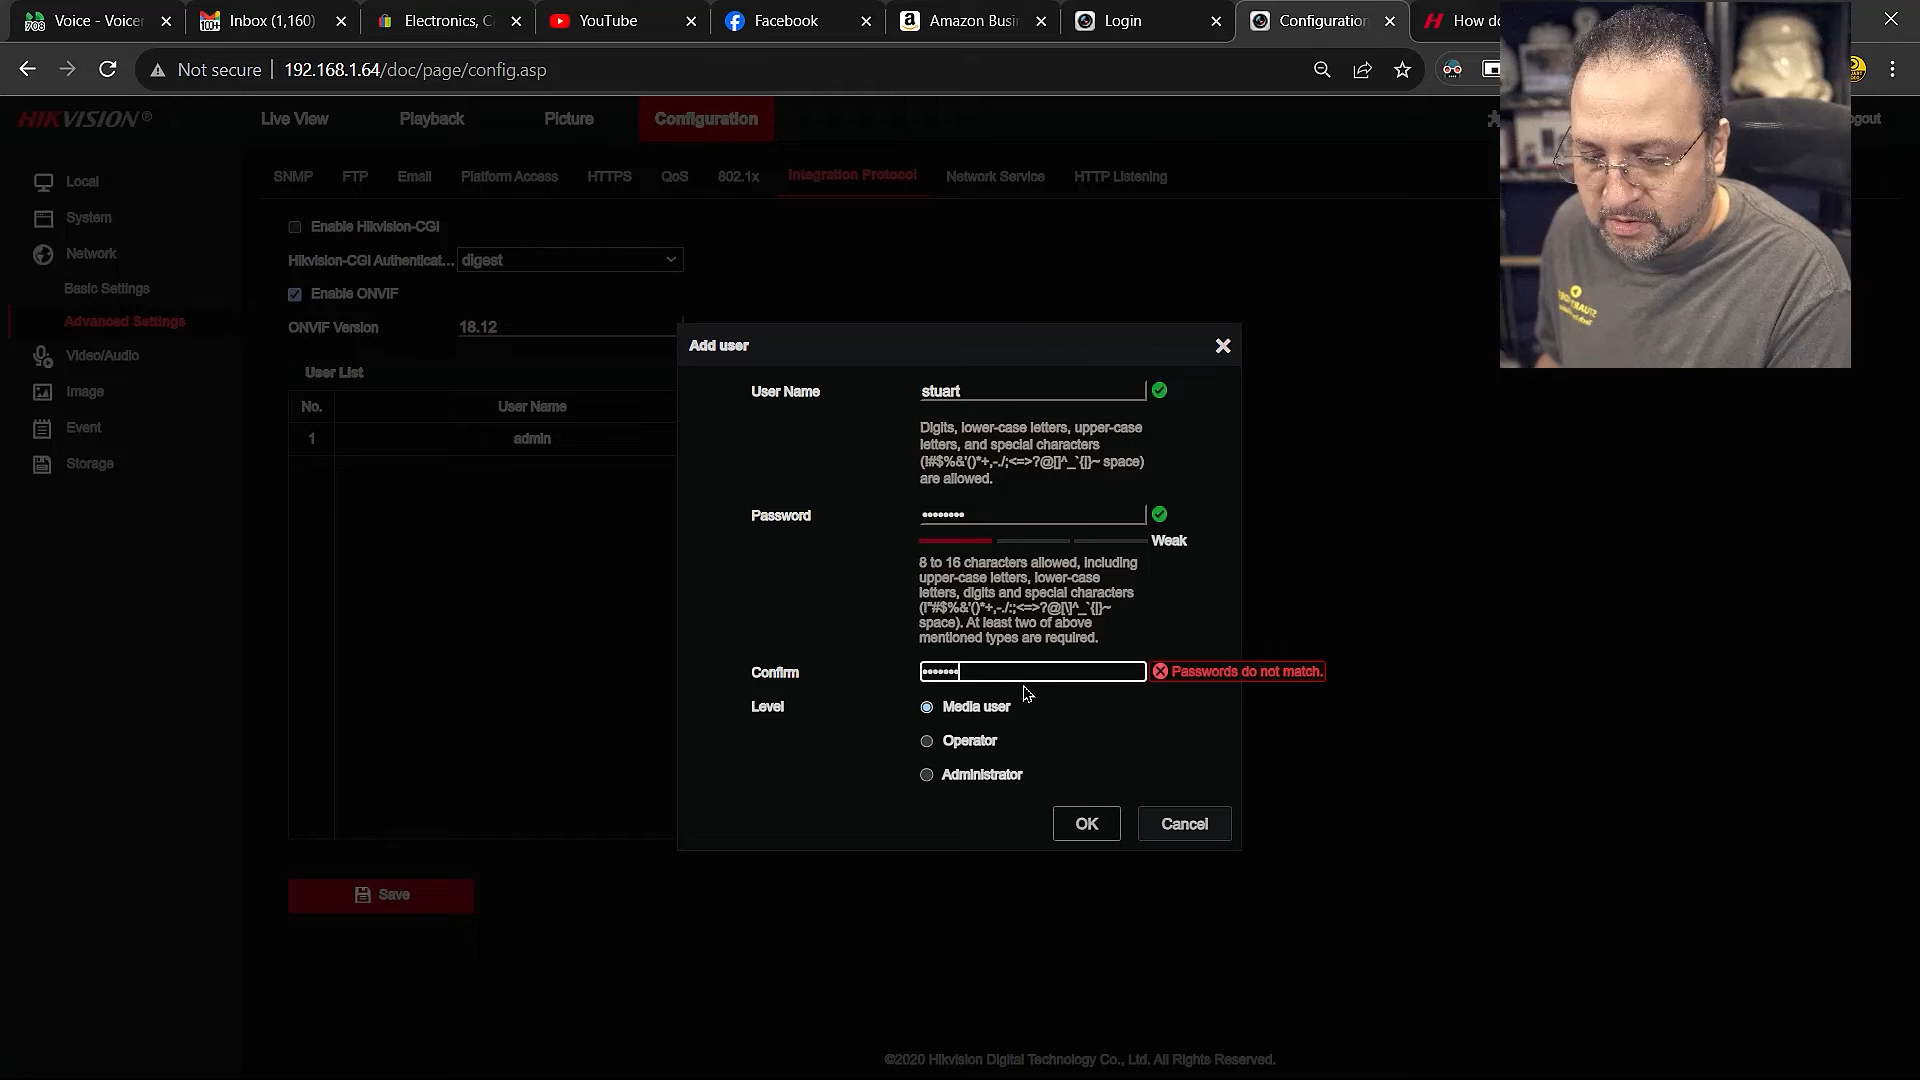 Voice - Voicem
Inbox (1,160)
Electronics, C
YouTube
Facebook
Amazon Busi
Login
Configuration
How do
Not secure
192.168.1.64/doc/page/config.asp
HIKVISION®
Live View
Playback
Picture
Configuration
ogout
Local
System
Network
Basic Settings
Advanced Settings
Video/Audio
Image
Event
Storage
SNMP
FTP
Email
Platform Access
HTTPS
QoS
802.1x
Integration Protocol
Network Service
HTTP Listening
Enable Hikvision-CGI
Hikvision-CGI Authenticat...
digest
Enable ONVIF
ONVIF Version
18.12
User List
No.
User Name
1
admin
Add user
User Name
stuart
Digits, lower-case letters, upper-case
letters, and special characters
(!#$%&'()*+,-./;<=>?@[]^_`{|}~ space)
are allowed.
Password
••••••••
Weak
8 to 16 characters allowed, including
upper-case letters, lower-case
letters, digits and special characters
(!"#$%&'()*+,-./:;<=>?@[\]^_`{|}~
space). At least two of above
mentioned types are required.
Confirm
•••••••
Passwords do not match.
Level
Media user
Operator
Administrator
OK
Cancel
Save
©2020 Hikvision Digital Technology Co., Ltd. All Rights Reserved.